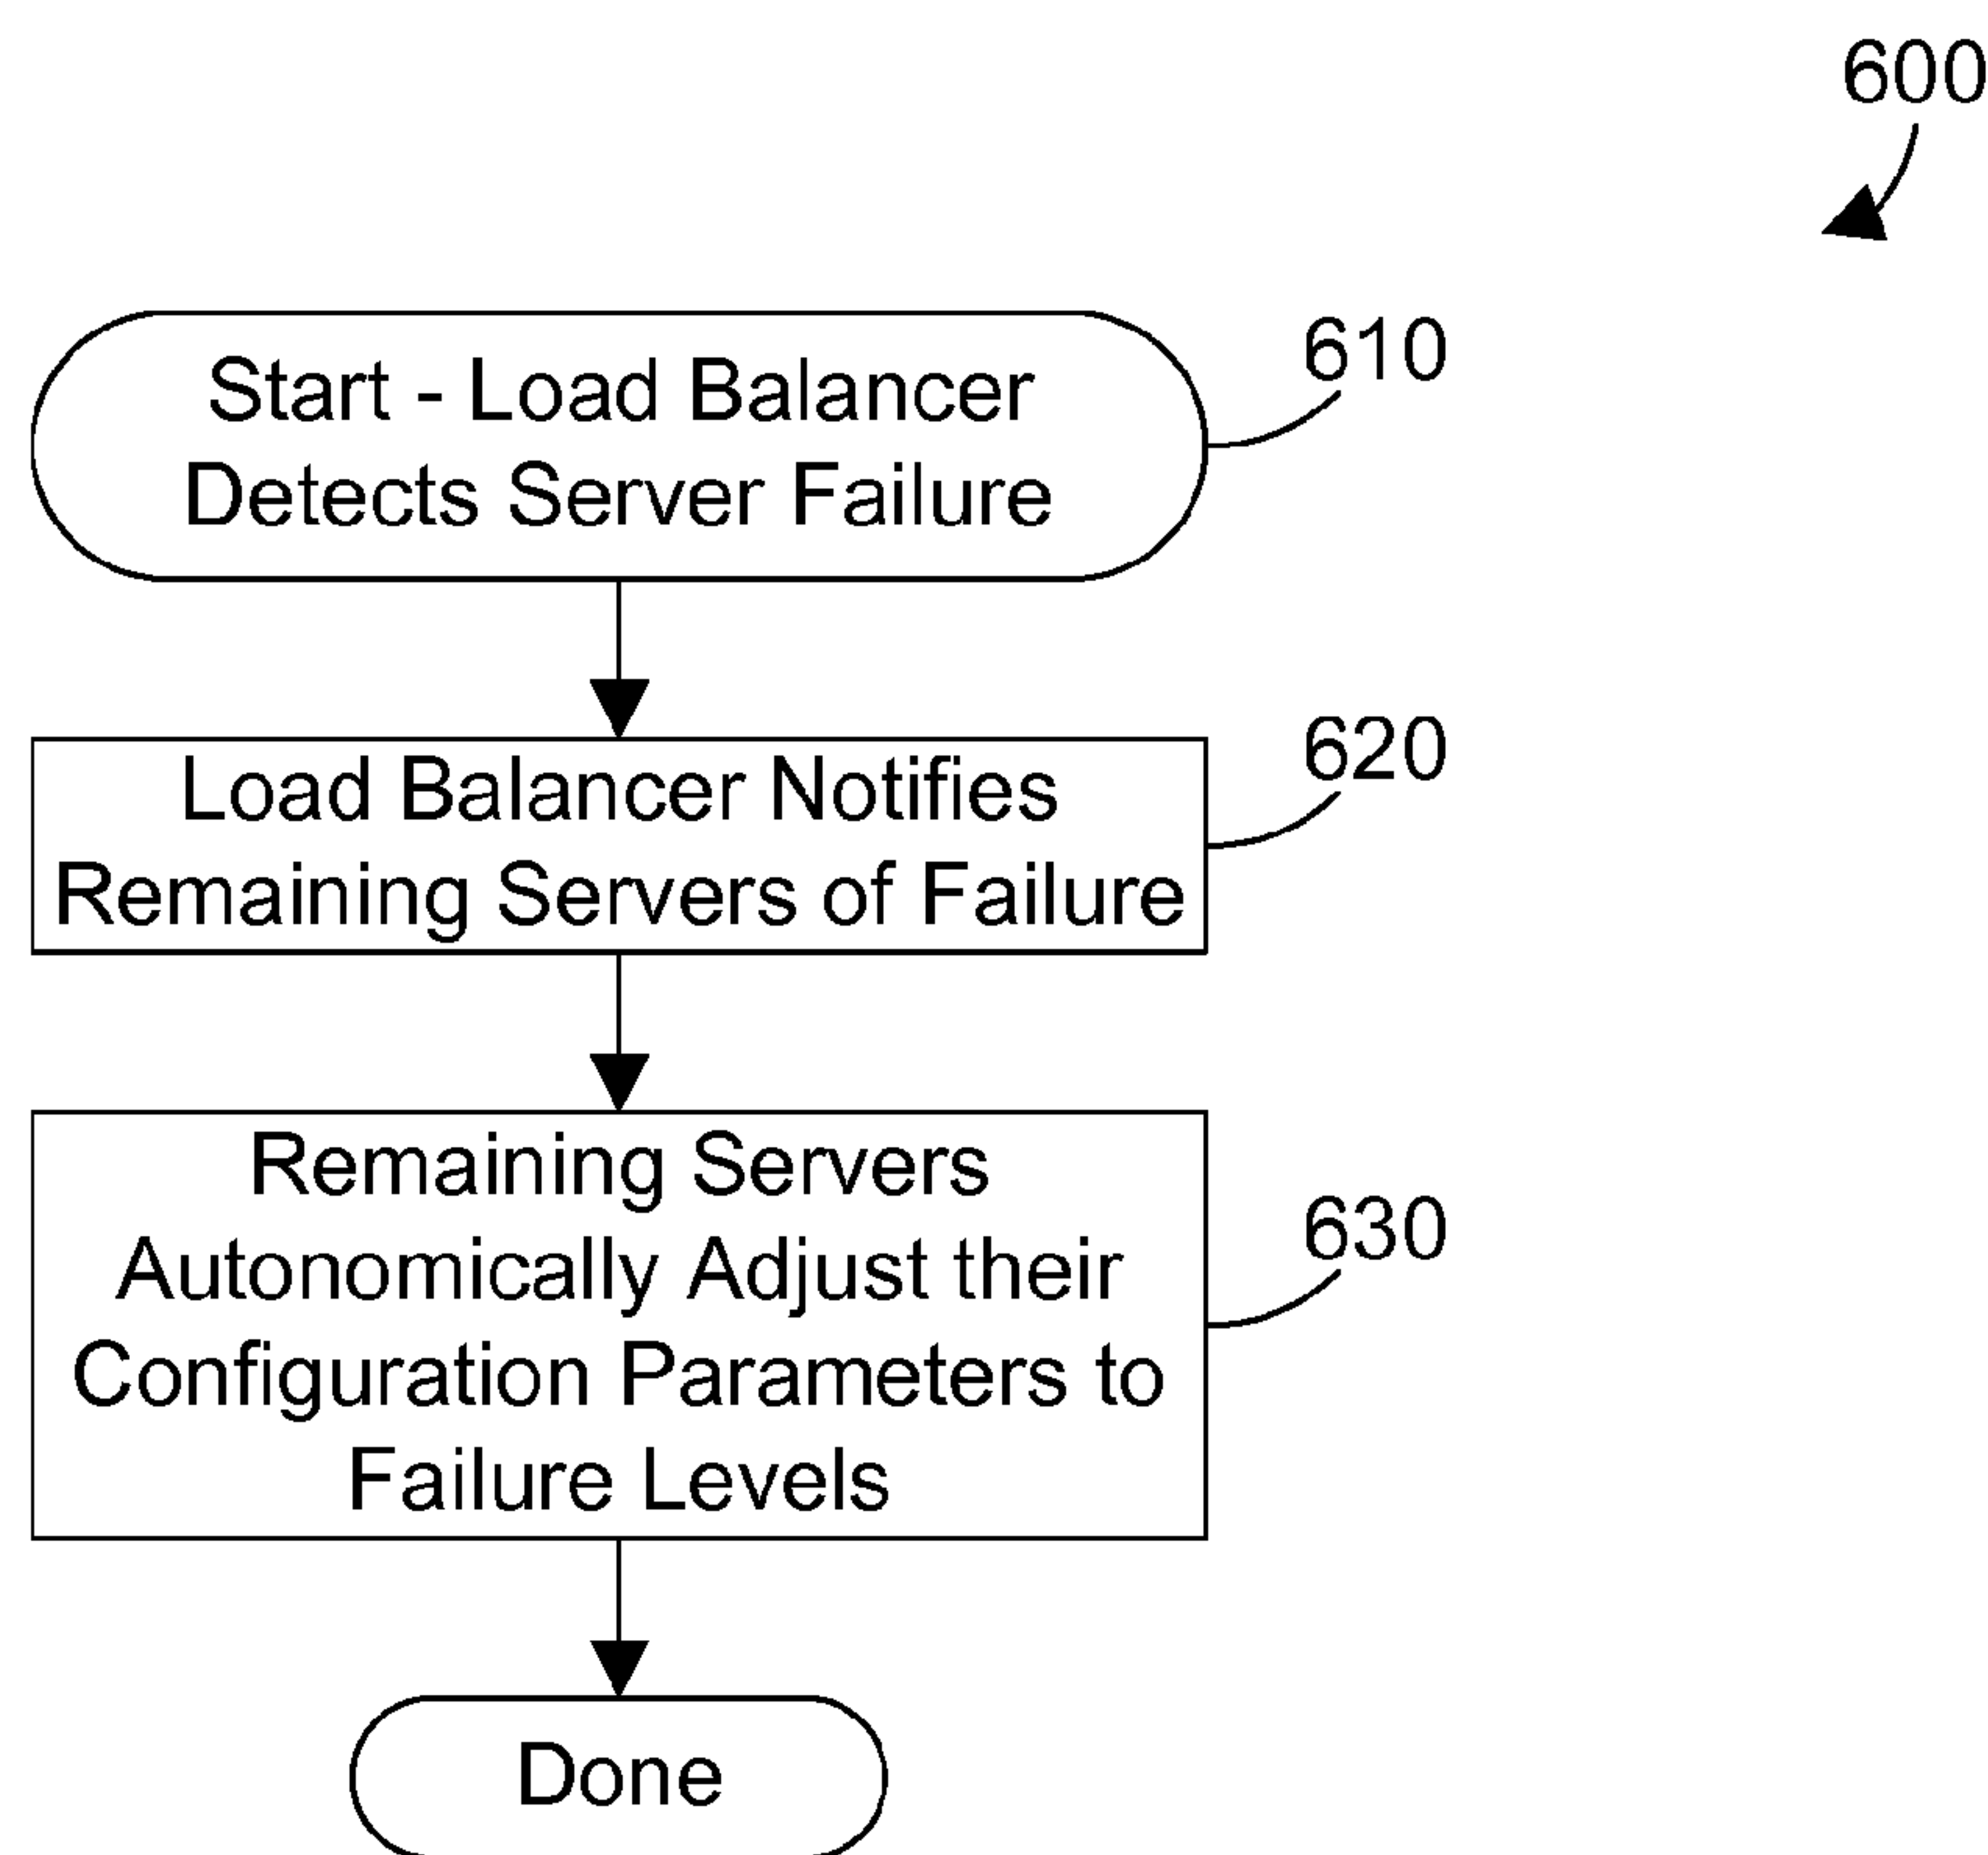 600
Start - Load Balancer
Detects Server Failure
610
Load Balancer Notifies
Remaining Servers of Failure
620
Remaining Servers
Autonomically Adjust their
Configuration Parameters to
Failure Levels
630
Done